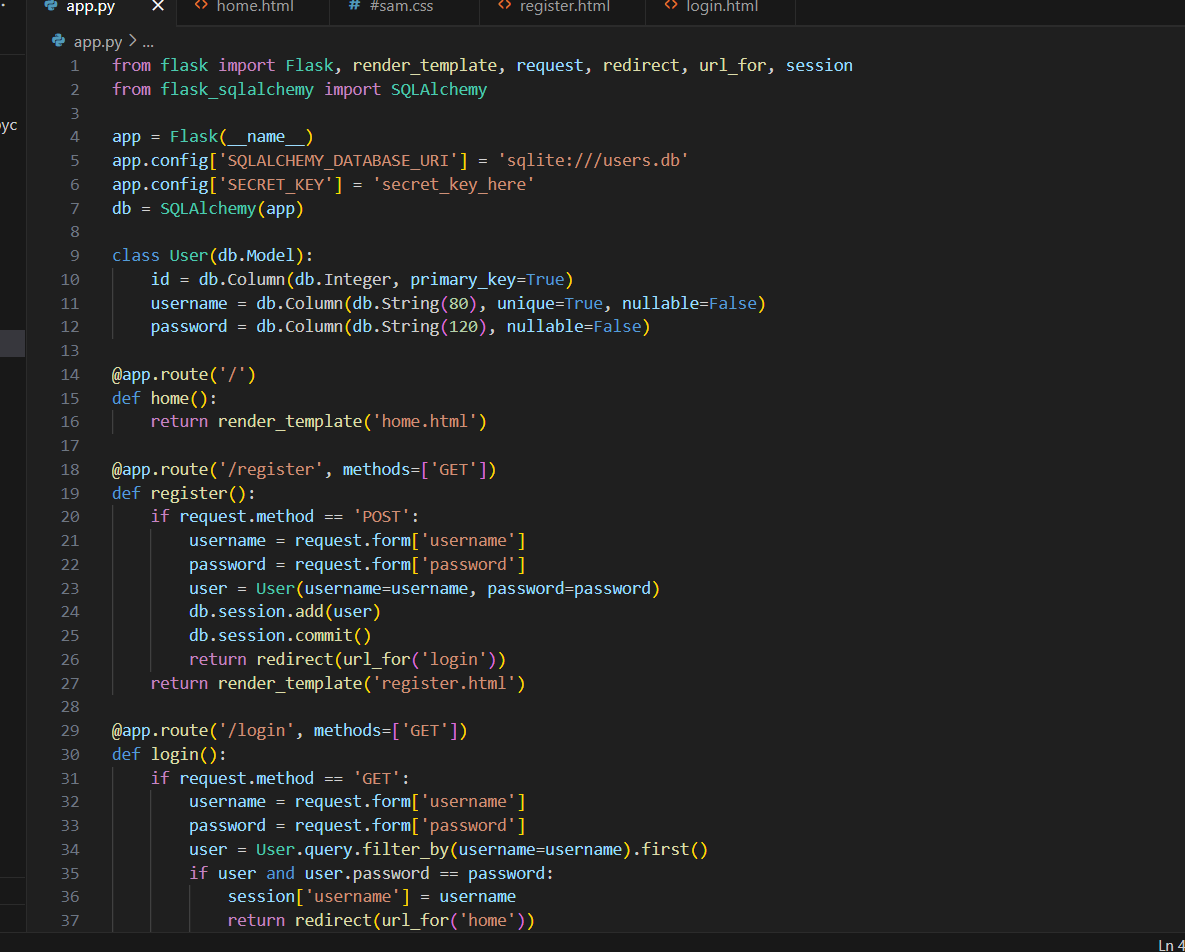 app.py × <> home.html # #sam.css <> register.html <> login.html
app.py > ...
yc
1 from flask import Flask, render_template, request, redirect, url_for, session
2 from flask_sqlalchemy import SQLAlchemy
3
4 app = Flask(__name__)
5 app.config['SQLALCHEMY_DATABASE_URI'] = 'sqlite:///users.db'
6 app.config['SECRET_KEY'] = 'secret_key_here'
7 db = SQLAlchemy(app)
8
9 class User(db.Model):
10     id = db.Column(db.Integer, primary_key=True)
11     username = db.Column(db.String(80), unique=True, nullable=False)
12     password = db.Column(db.String(120), nullable=False)
13
14 @app.route('/')
15 def home():
16     return render_template('home.html')
17
18 @app.route('/register', methods=['GET'])
19 def register():
20     if request.method == 'POST':
21         username = request.form['username']
22         password = request.form['password']
23         user = User(username=username, password=password)
24         db.session.add(user)
25         db.session.commit()
26         return redirect(url_for('login'))
27     return render_template('register.html')
28
29 @app.route('/login', methods=['GET'])
30 def login():
31     if request.method == 'GET':
32         username = request.form['username']
33         password = request.form['password']
34         user = User.query.filter_by(username=username).first()
35         if user and user.password == password:
36             session['username'] = username
37             return redirect(url_for('home'))
Ln 4